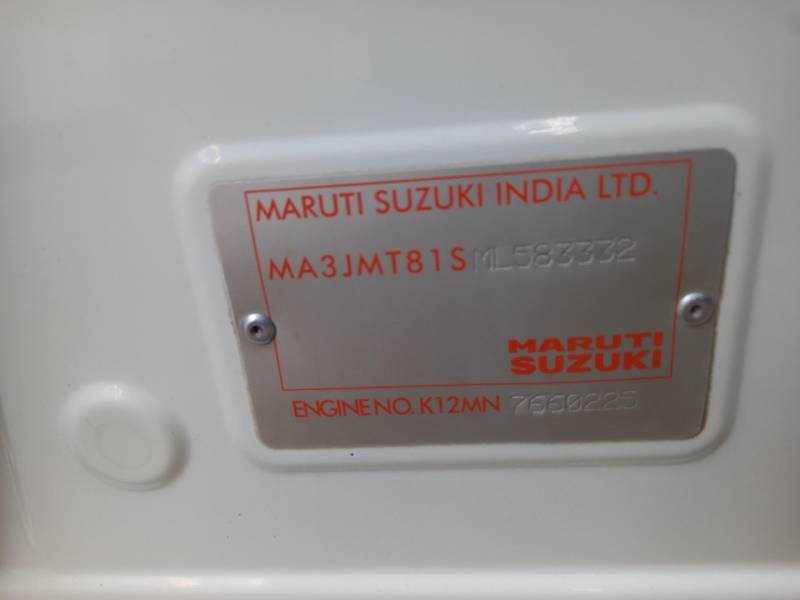 MARUTI SUZUKI INDIA LTD.
MA3JMT81SML583332
MARUTI
SUZUKI
ENGINE NO. K12MN 7660225